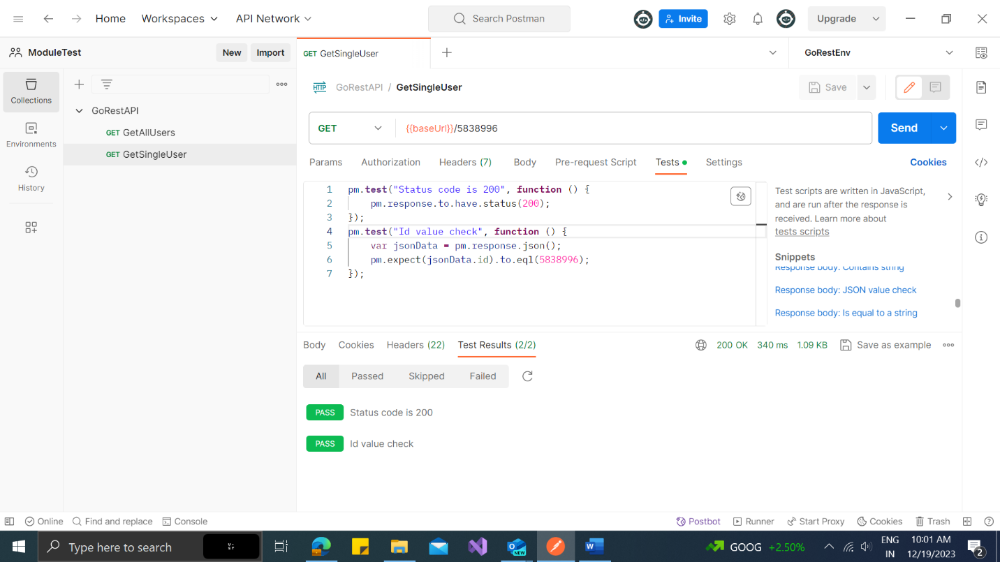 Home Workspaces API Network Search Postman Invite Upgrade
ModuleTest New Import GET GetSingleUser GoRestEnv
Collections
GoRestAPI
GET GetAllUsers
GET GetSingleUser
Environments
History
HTTP GoRestAPI / GetSingleUser Save
GET {{baseUrl}}/5838996 Send
Params Authorization Headers (7) Body Pre-request Script Tests Settings Cookies
1 pm.test("Status code is 200", function () {
2 pm.response.to.have.status(200);
3 });
4 pm.test("Id value check", function () {
5 var jsonData = pm.response.json();
6 pm.expect(jsonData.id).to.eql(5838996);
7 });
Test scripts are written in JavaScript,
and are run after the response is
received. Learn more about
tests scripts
Snippets
Response body: Contains string
Response body: JSON value check
Response body: Is equal to a string
Body Cookies Headers (22) Test Results (2/2) 200 OK 340 ms 1.09 KB Save as example
All Passed Skipped Failed
PASS Status code is 200
PASS Id value check
Online Find and replace Console Postbot Runner Start Proxy Cookies Trash
Type here to search NEW W GOOG +2.50% ENG IN 10:01 AM 12/19/2023 2